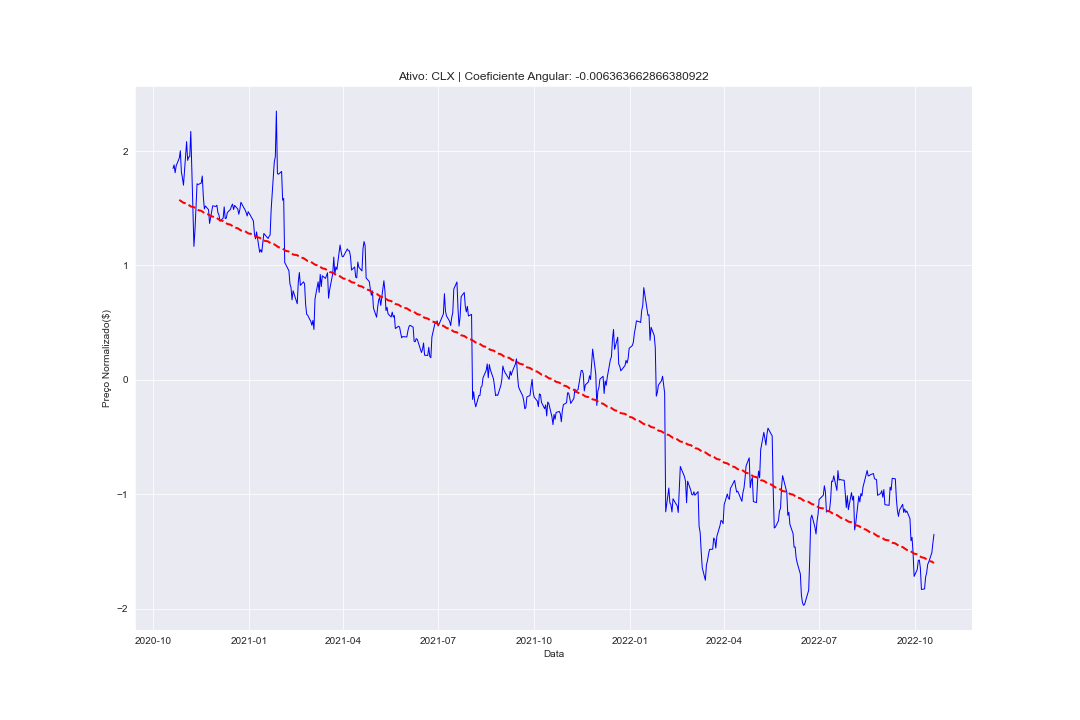 Ativo: CLX | Coeficiente Angular: -0.006363662866380922
Preço Normalizado($)
2
1
0
−1
−2
2020-10 2021-01 2021-04 2021-07 2021-10 2022-01 2022-04 2022-07 2022-10
Data